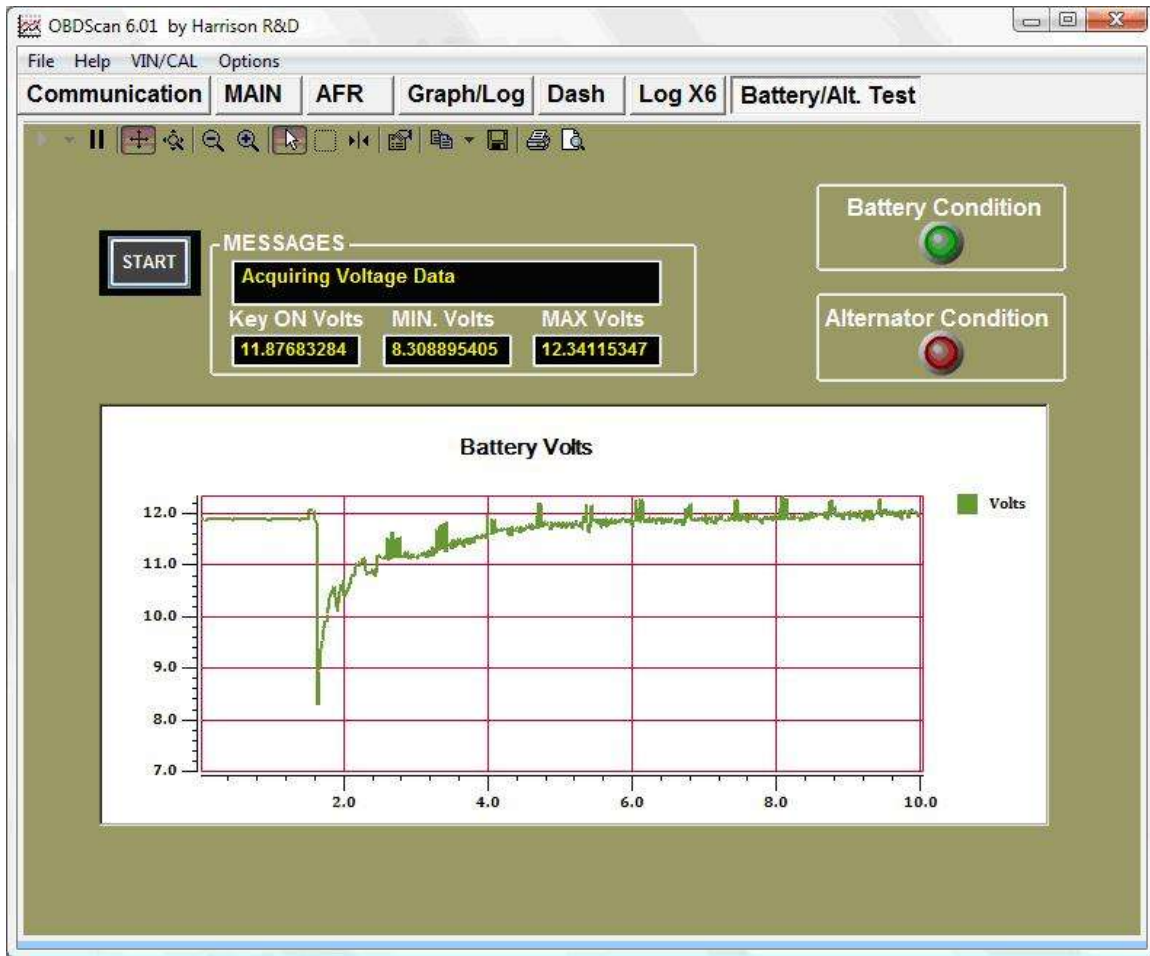 OBDScan 6.01 by Harrison R&D
File Help VIN/CAL Options
Communication MAIN AFR Graph/Log Dash Log X6 Battery/Alt. Test
Battery Condition
START
MESSAGES
Acquiring Voltage Data
Key ON Volts MIN. Volts MAX Volts
11.87683284 8.308895405 12.34115347
Alternator Condition
Battery Volts
Volts
12.0
11.0
10.0
9.0
8.0
7.0
2.0 4.0 6.0 8.0 10.0